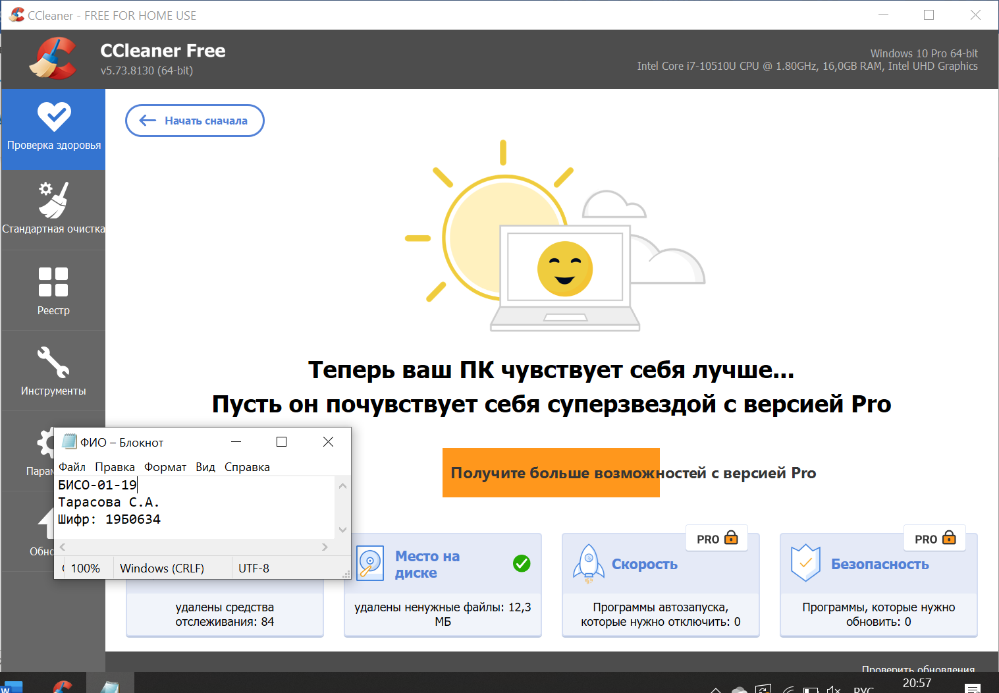 CCleaner - FREE FOR HOME USE
CCleaner Free
v5.73.8130 (64-bit)
Windows 10 Pro 64-bit
Intel Core i7-10510U CPU @ 1.80GHz, 16,0GB RAM, Intel UHD Graphics
Проверка здоровья
Стандартная очистка
Реестр
Инструменты
Начать сначала
Теперь ваш ПК чувствует себя лучше...
Пусть он почувствует себя суперзвездой с версией Pro
Получите больше возможностей с версией Pro
ФИО – Блокнот
Файл Правка Формат Вид Справка
БИСО-01-19
Тарасова С.А.
Шифр: 19Б0634
100% Windows (CRLF) UTF-8
удалены средства
отслеживания: 84
Место на
диске
удалены ненужные файлы: 12,3
МБ
PRO
Скорость
Программы автозапуска,
которые нужно отключить: 0
PRO
Безопасность
Программы, которые нужно
обновить: 0
Проверить обновления
W
РУС
20:57